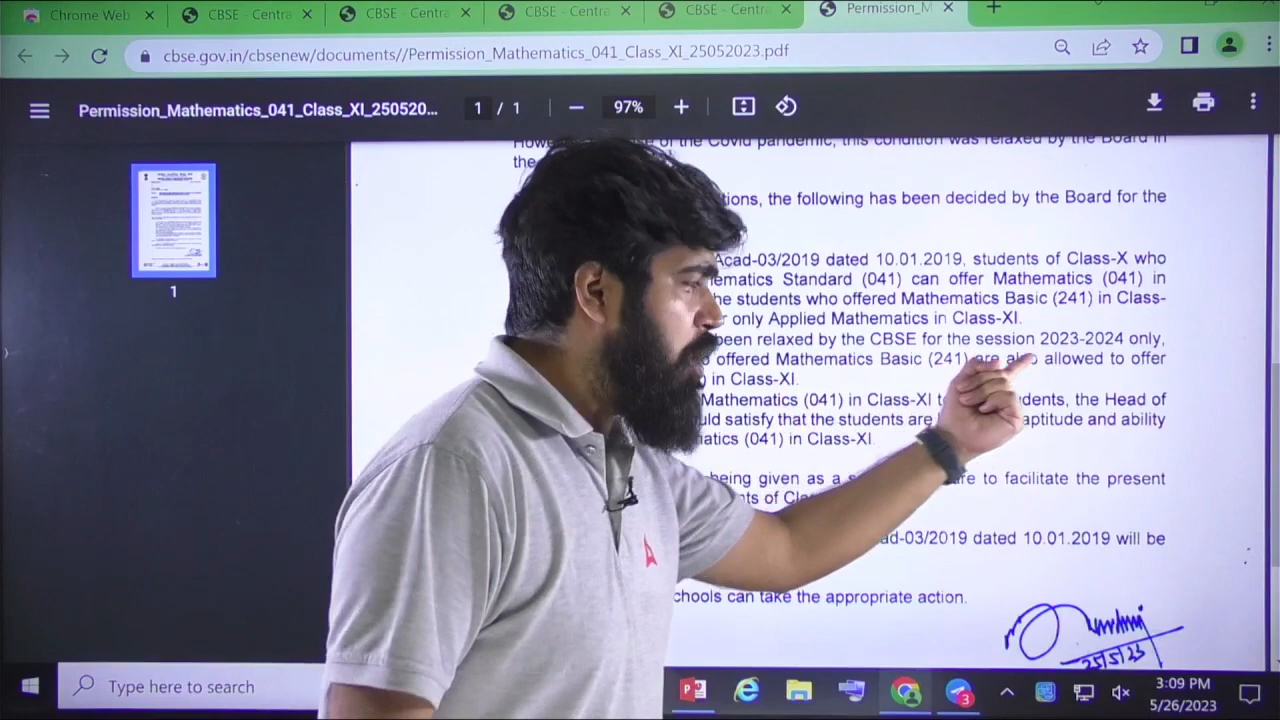 Chrome Web
CBSE - Centra
CBSE - Centra
CBSE - Centra
CBSE - Centra
Permission_M
cbse.gov.in/cbsenew/documents//Permission_Mathematics_041_Class_XI_25052023.pdf
Permission_Mathematics_041_Class_XI_250520...
1 / 1
97%
of the Covid pandemic, this condition was relaxed by the Board in
the
tions, the following has been decided by the Board for the
Acad-03/2019 dated 10.01.2019, students of Class-X who
ematics Standard (041) can offer Mathematics (041) in
he students who offered Mathematics Basic (241) in Class-
r only Applied Mathematics in Class-XI.
been relaxed by the CBSE for the session 2023-2024 only,
offered Mathematics Basic (241) are also allowed to offer
) in Class-XI.
Mathematics (041) in Class-XI dents, the Head of
uld satisfy that the students are aptitude and ability
atics (041) in Class-XI.
being given as a re to facilitate the present
nts of Cla
ad-03/2019 dated 10.01.2019 will be
chools can take the appropriate action.
25/5/23
1
Type here to search
3
3:09 PM
5/26/2023